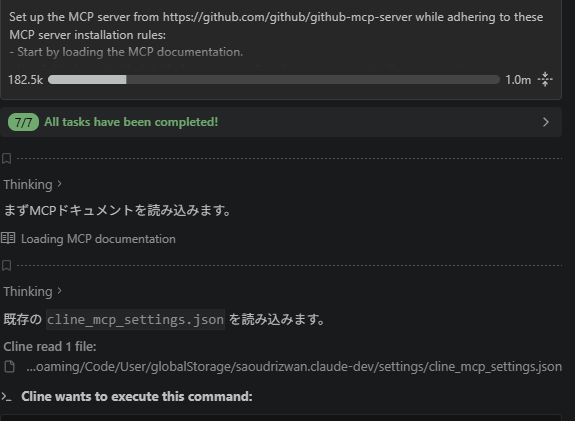 Set up the MCP server from https://github.com/github/github-mcp-server while adhering to these
MCP server installation rules:
- Start by loading the MCP documentation.
182.5k 1.0m
7/7 All tasks have been completed!
Thinking
まずMCPドキュメントを読み込みます。
Loading MCP documentation
Thinking
既存の cline_mcp_settings.json を読み込みます。
Cline read 1 file:
...oaming/Code/User/globalStorage/saoudrizwan.claude-dev/settings/cline_mcp_settings.json
Cline wants to execute this command: